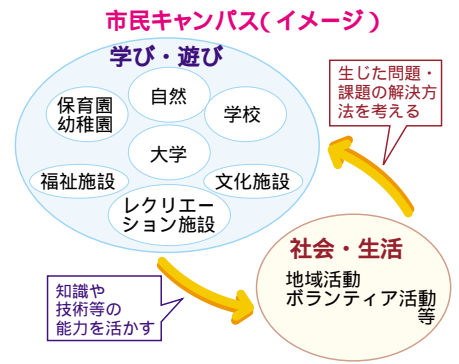 市民キャンパス(イメージ)
学び・遊び
自然
保育園
幼稚園
学校
大学
福祉施設
文化施設
レクリエー
ション施設
生じた問題・
課題の解決方
法を考える
社会・生活
地域活動
ボランティア活動
等
知識や
技術等の
能力を活かす